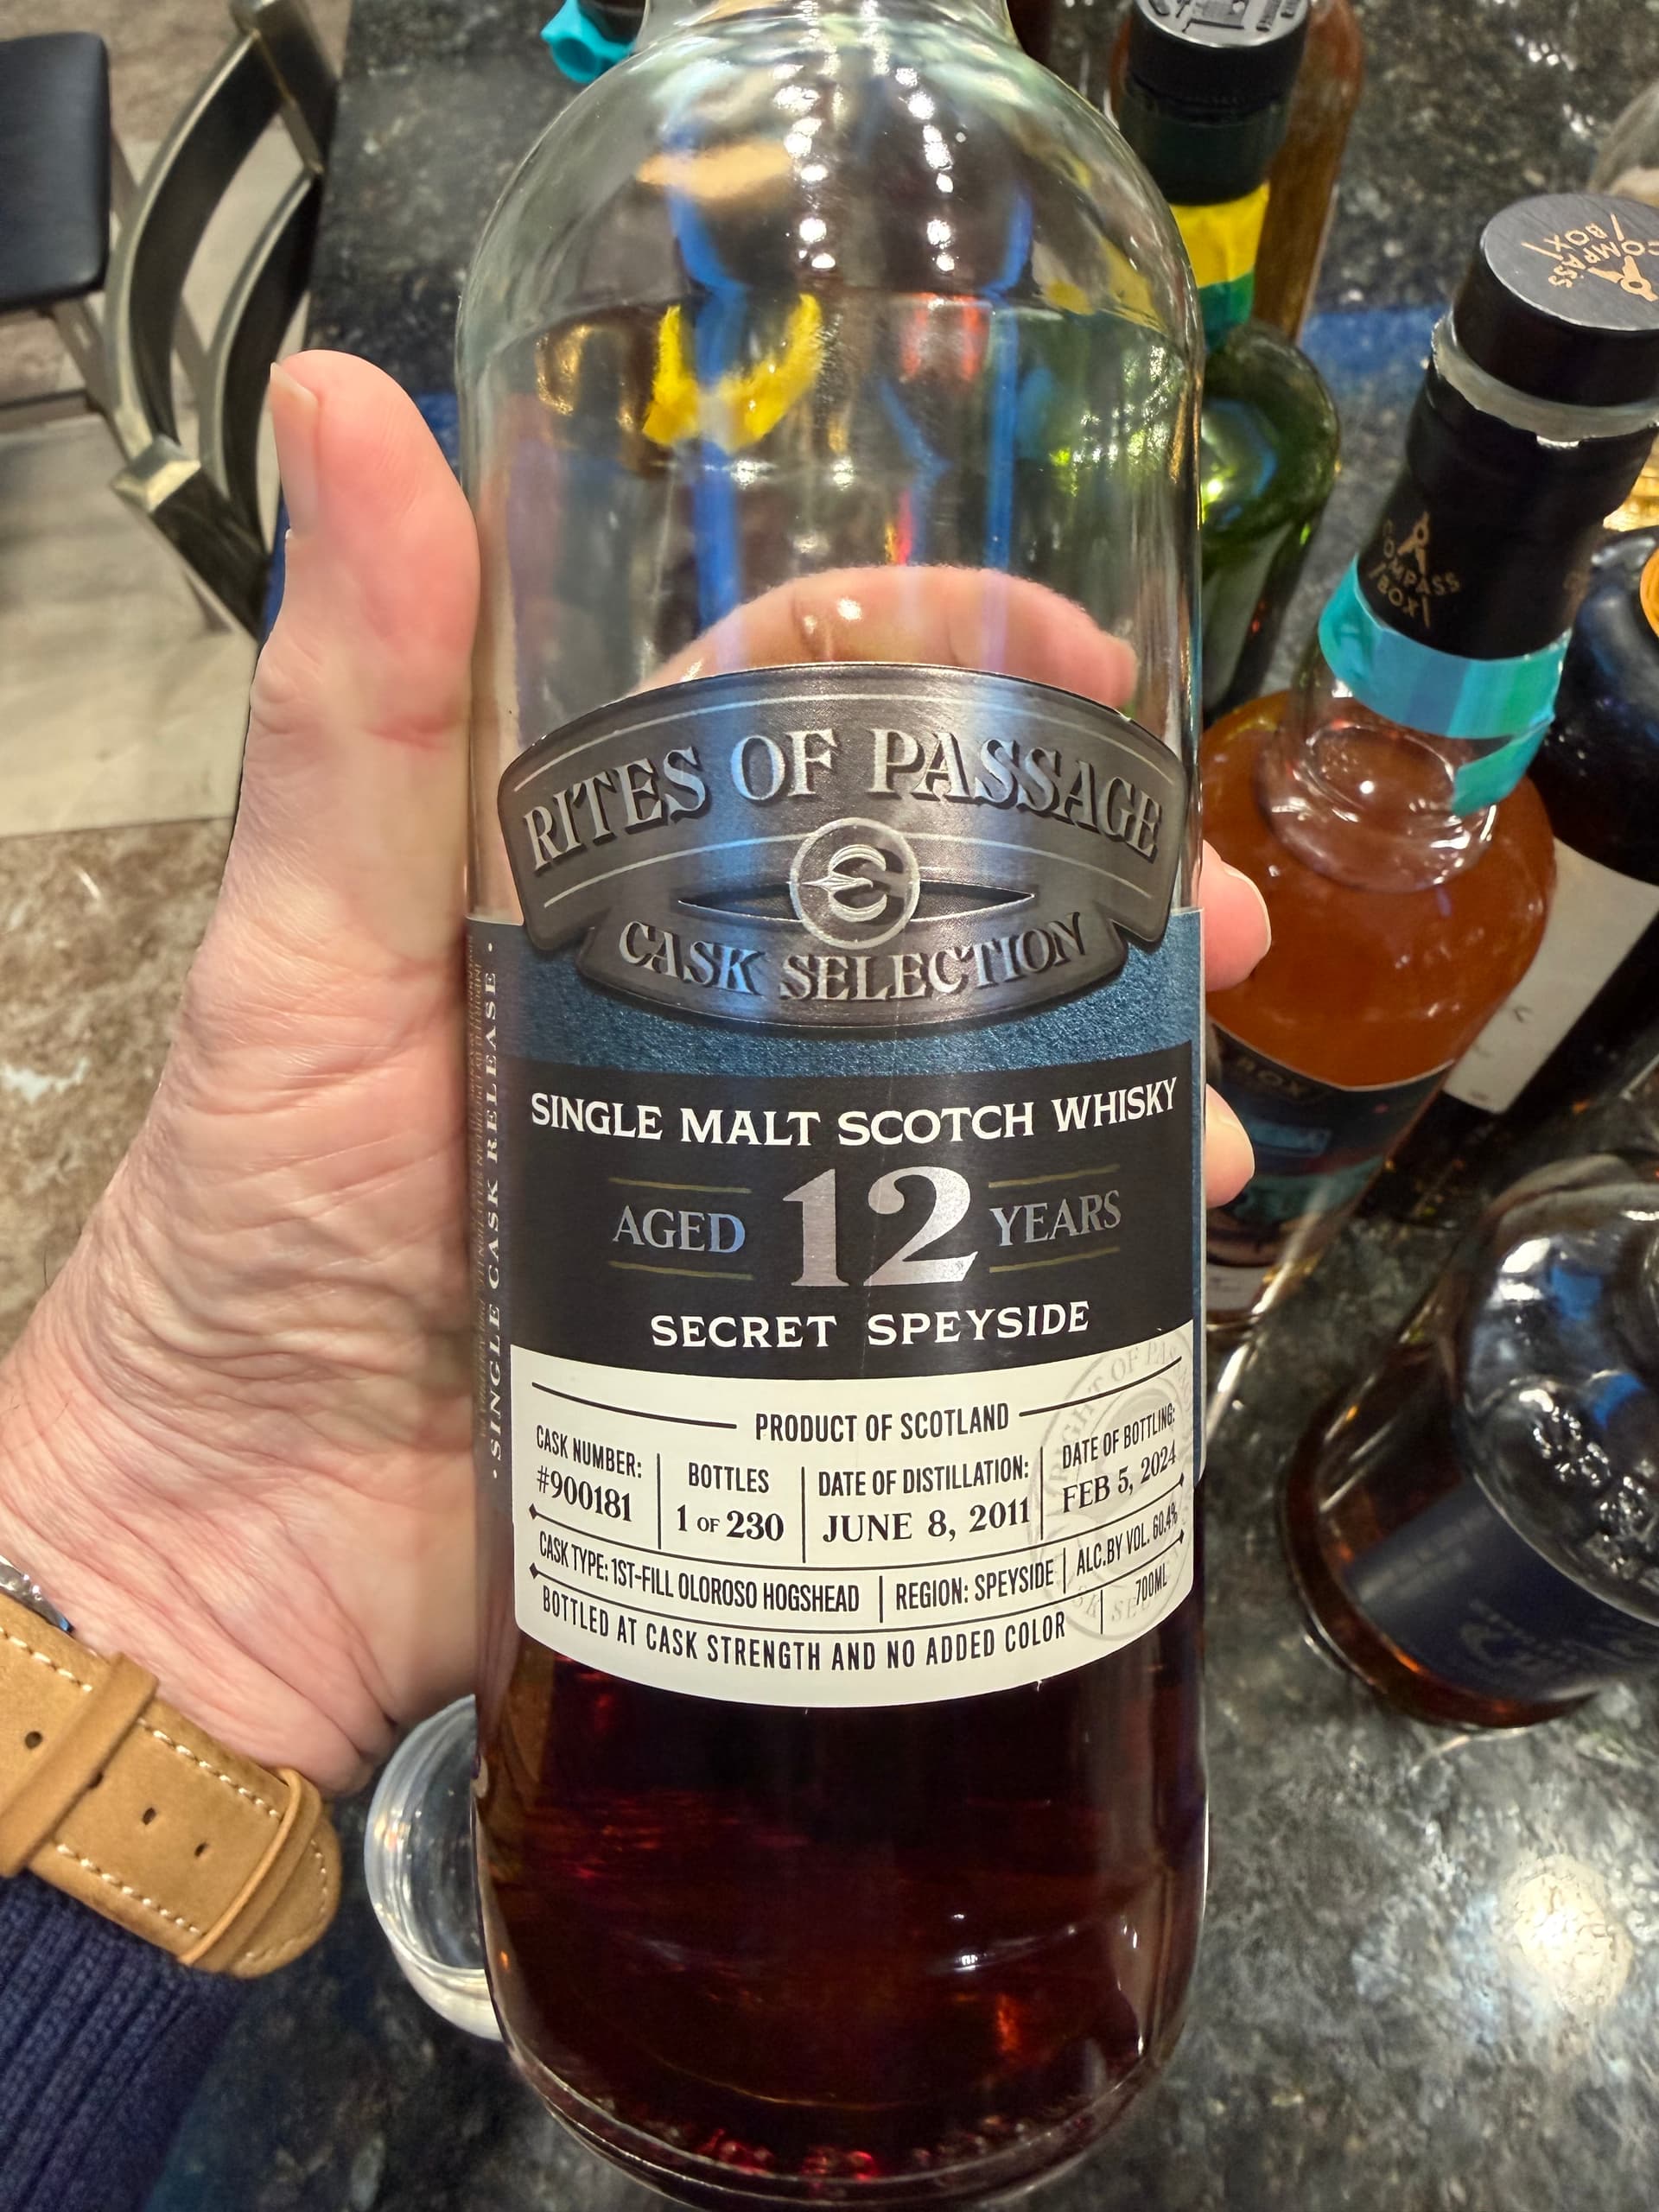 RITES OF PASSAGE
CASK SELECTION
SINGLE MALT SCOTCH WHISKY
AGED 12 YEARS
SECRET SPEYSIDE
PRODUCT OF SCOTLAND
CASK NUMBER:
#900181
BOTTLES
1 OF 230
DATE OF DISTILLATION:
JUNE 8, 2011
DATE OF BOTTLING:
FEB 5, 2024
CASK TYPE: 1ST-FILL OLOROSO HOGSHEAD
REGION: SPEYSIDE
ALC.BY VOL. 60.4%
BOTTLED AT CASK STRENGTH AND NO ADDED COLOR
700ML
• SINGLE CASK RELEASE •
COMPASS
BOX
COMPASS
BOX